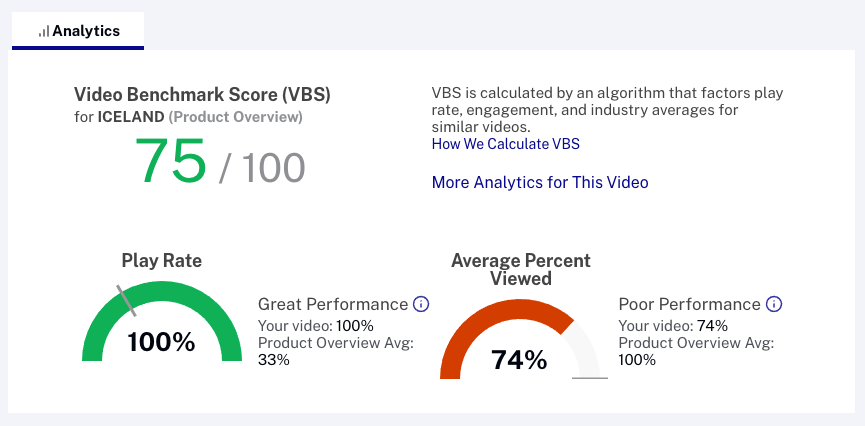 Analytics
Video Benchmark Score (VBS)
for ICELAND (Product Overview)
75 / 100
VBS is calculated by an algorithm that factors play
rate, engagement, and industry averages for
similar videos.
How We Calculate VBS
More Analytics for This Video
Play Rate
100%
Great Performance
Your video: 100%
Product Overview Avg:
33%
Average Percent
Viewed
74%
Poor Performance
Your video: 74%
Product Overview Avg:
100%